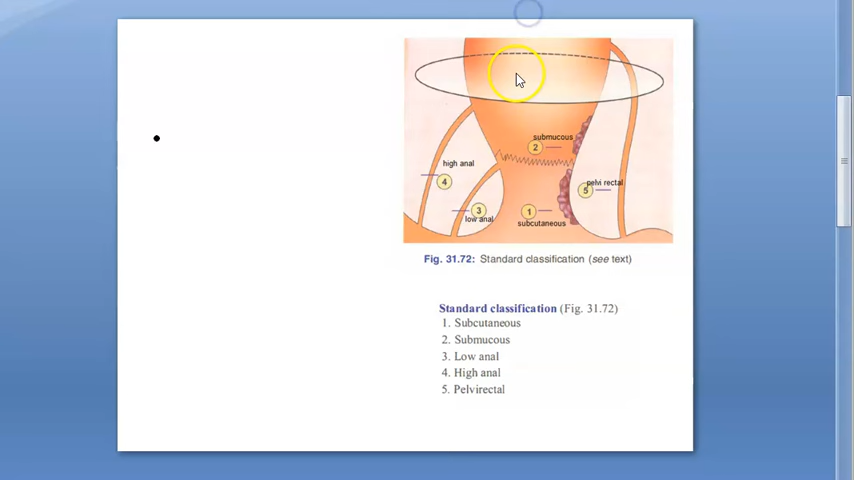 submucous
2
high anal
4
pelvi rectal
5
3
low anal
1
subcutaneous
Fig. 31.72: Standard classification (see text)
Standard classification (Fig. 31.72)
1. Subcutaneous
2. Submucous
3. Low anal
4. High anal
5. Pelvirectal